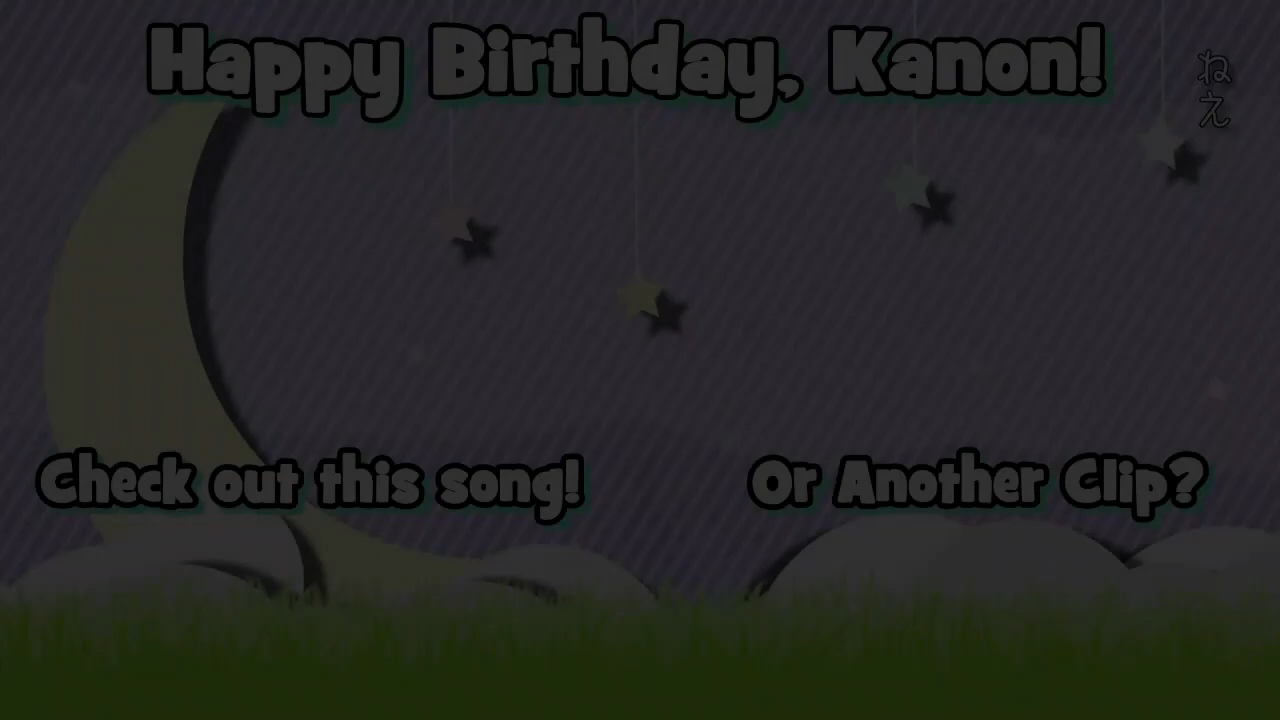 Happy Birthday, Kanon!
ねえ
Check out this song!
Or Another Clip?